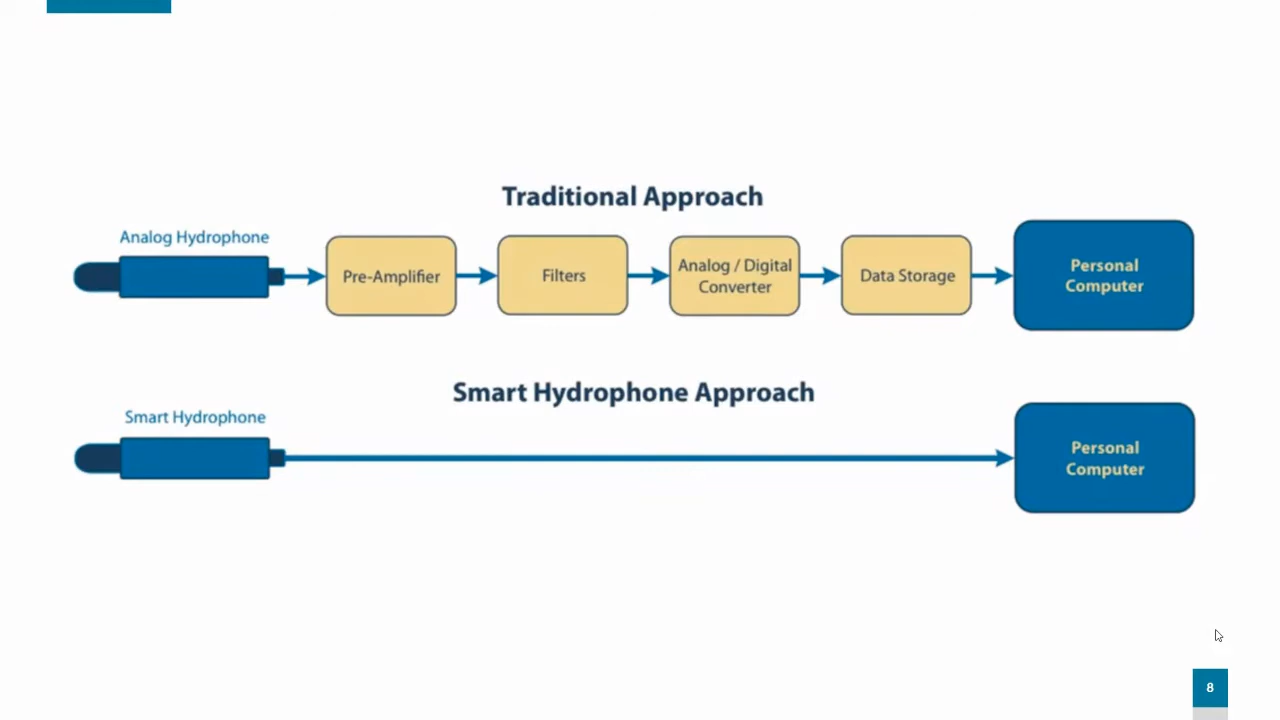 Traditional Approach
Analog Hydrophone
Pre-Amplifier
Filters
Analog / Digital
Converter
Data Storage
Personal
Computer
Smart Hydrophone Approach
Smart Hydrophone
Personal
Computer
8